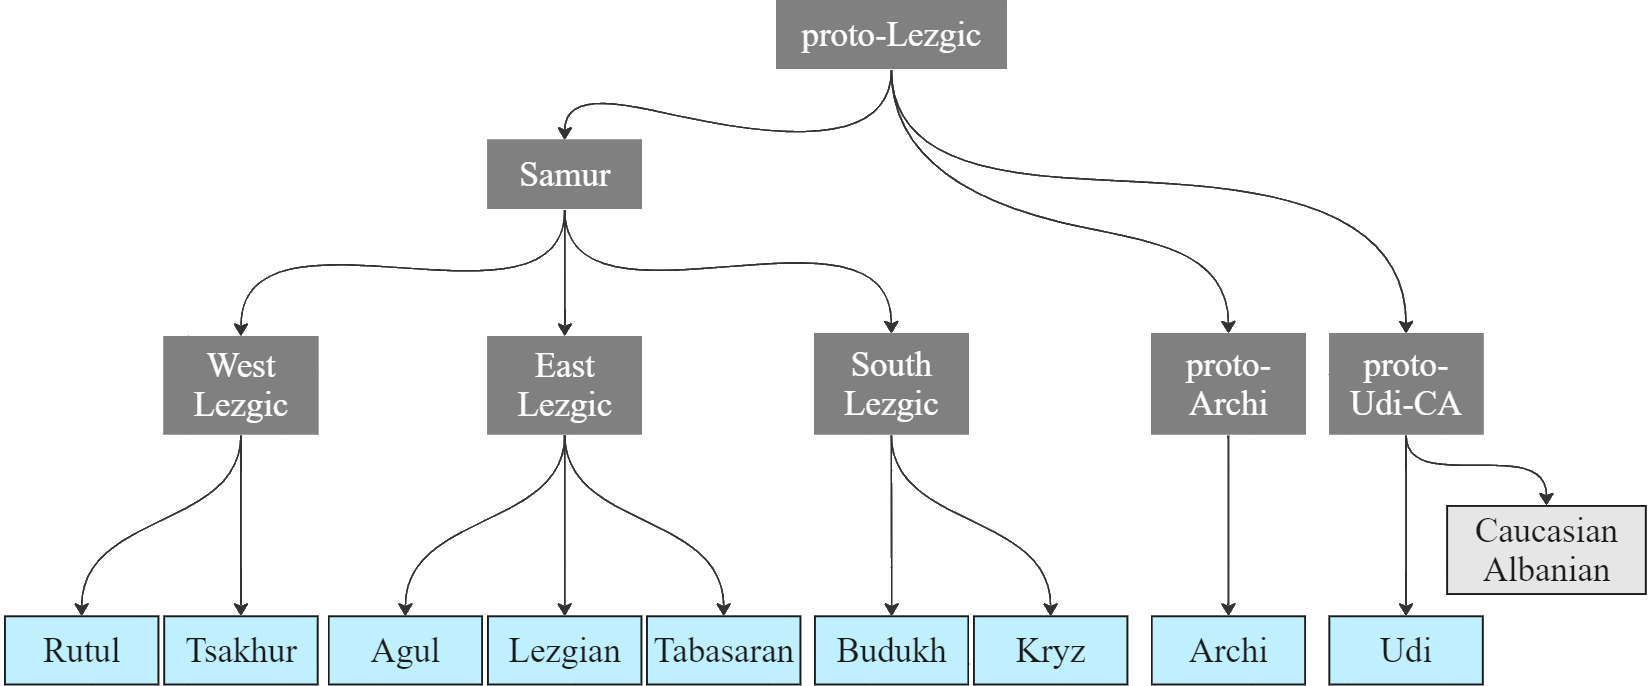 proto-Lezgic
Samur
West
Lezgic
East
Lezgic
South
Lezgic
proto-
Archi
proto-
Udi-CA
Caucasian
Albanian
Rutul
Tsakhur
Agul
Lezgian
Tabasaran
Budukh
Kryz
Archi
Udi